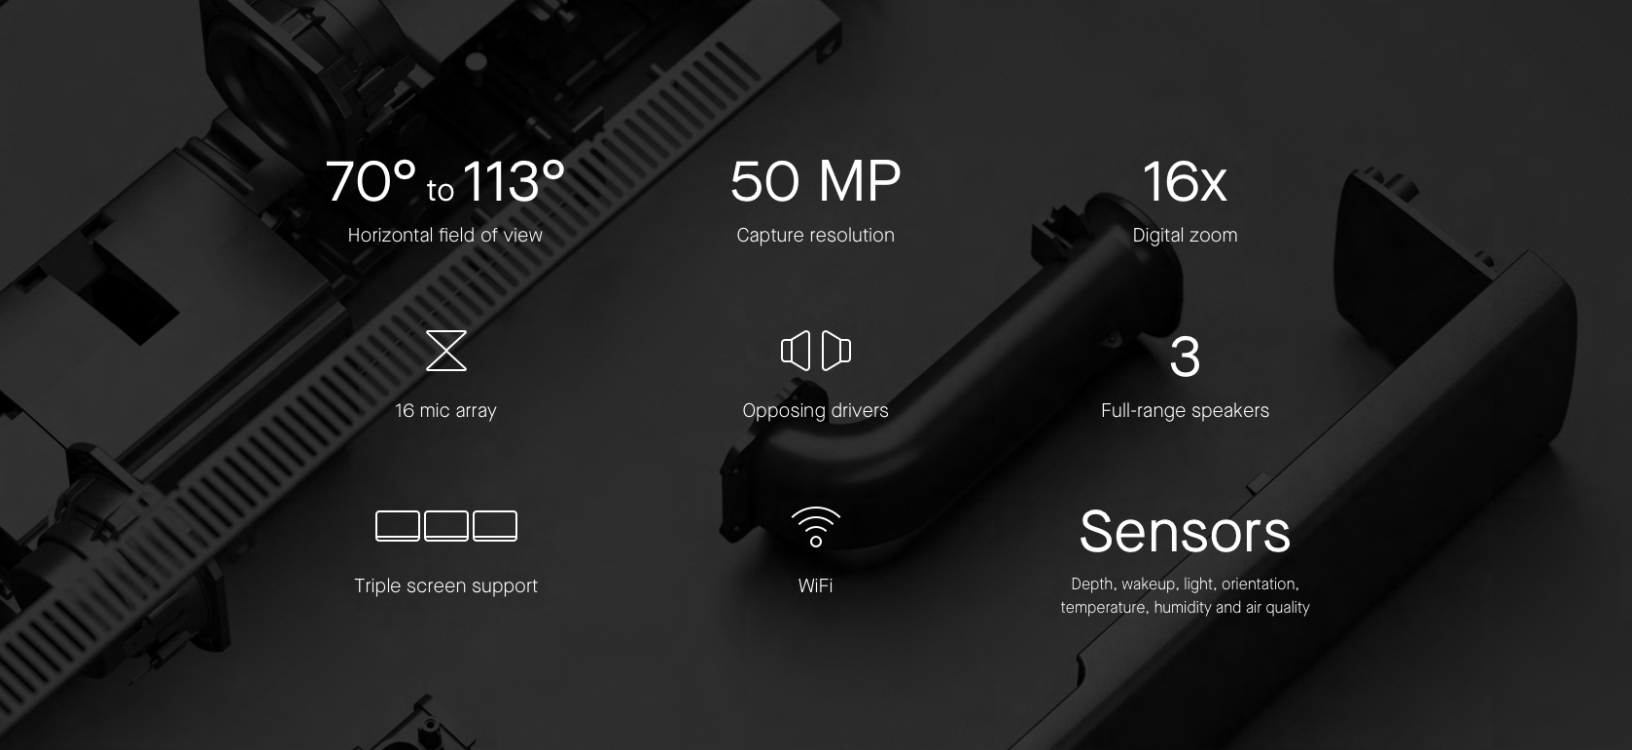 70° to 113°
Horizontal field of view
50 MP
Capture resolution
16x
Digital zoom
16 mic array
Opposing drivers
3
Full-range speakers
Triple screen support
WiFi
Sensors
Depth, wakeup, light, orientation,
temperature, humidity and air quality